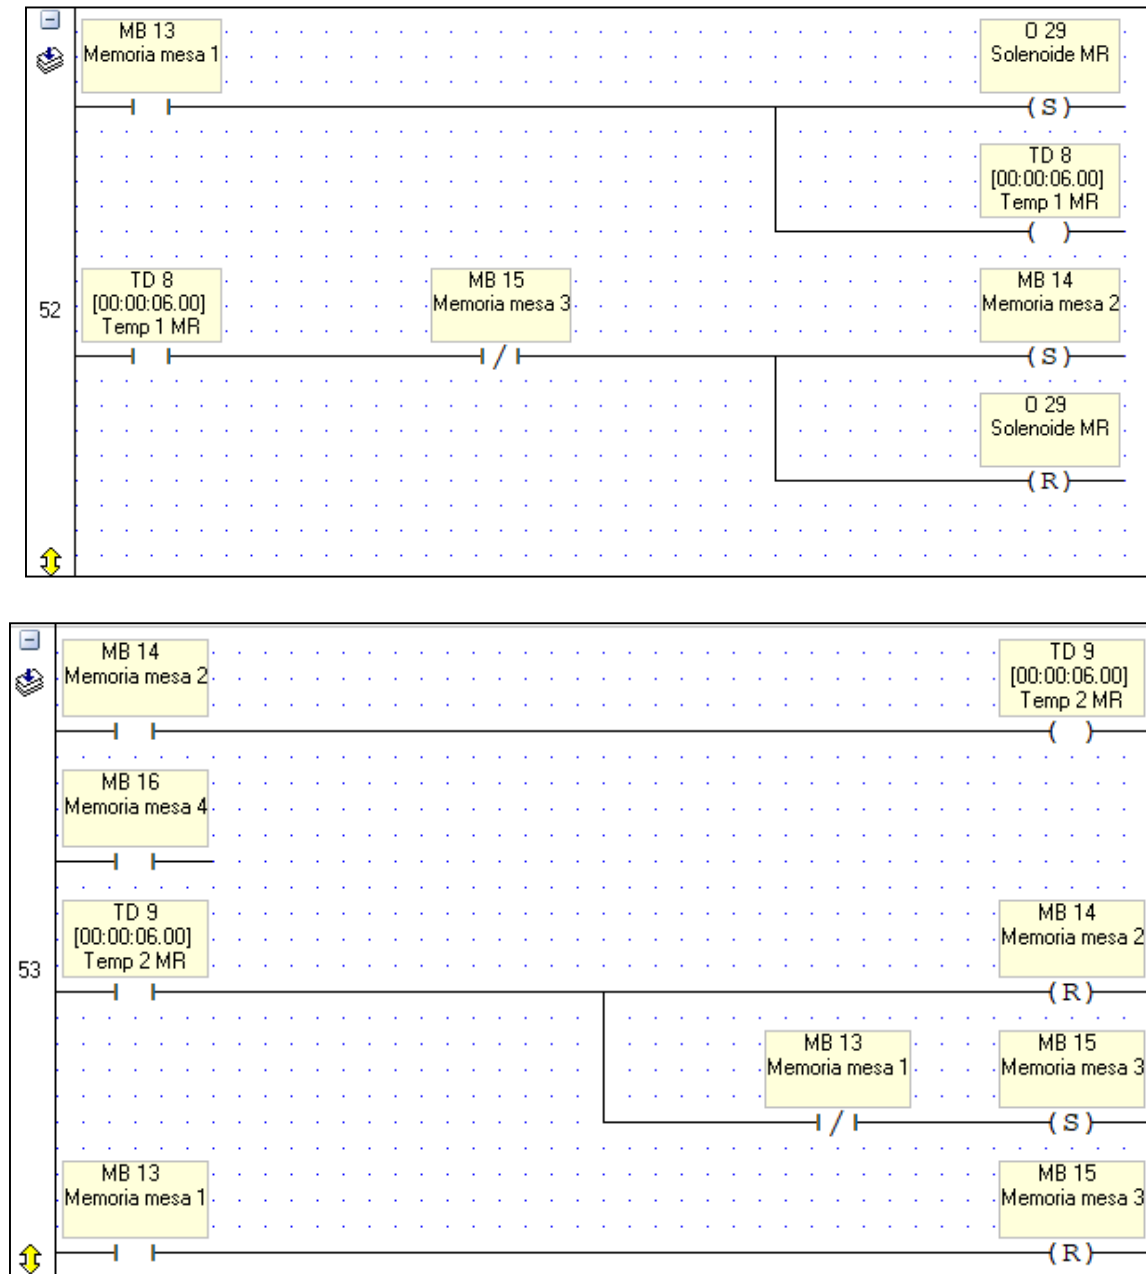 MB 13
Memoria mesa 1
O 29
Solenoide MR
(S)
TD 8
[00:00:06.00]
Temp 1 MR
( )
52
TD 8
[00:00:06.00]
Temp 1 MR
MB 15
Memoria mesa 3
MB 14
Memoria mesa 2
(S)
O 29
Solenoide MR
(R)
MB 14
Memoria mesa 2
TD 9
[00:00:06.00]
Temp 2 MR
( )
MB 16
Memoria mesa 4
53
TD 9
[00:00:06.00]
Temp 2 MR
MB 14
Memoria mesa 2
(R)
MB 13
Memoria mesa 1
MB 15
Memoria mesa 3
(S)
MB 13
Memoria mesa 1
MB 15
Memoria mesa 3
(R)